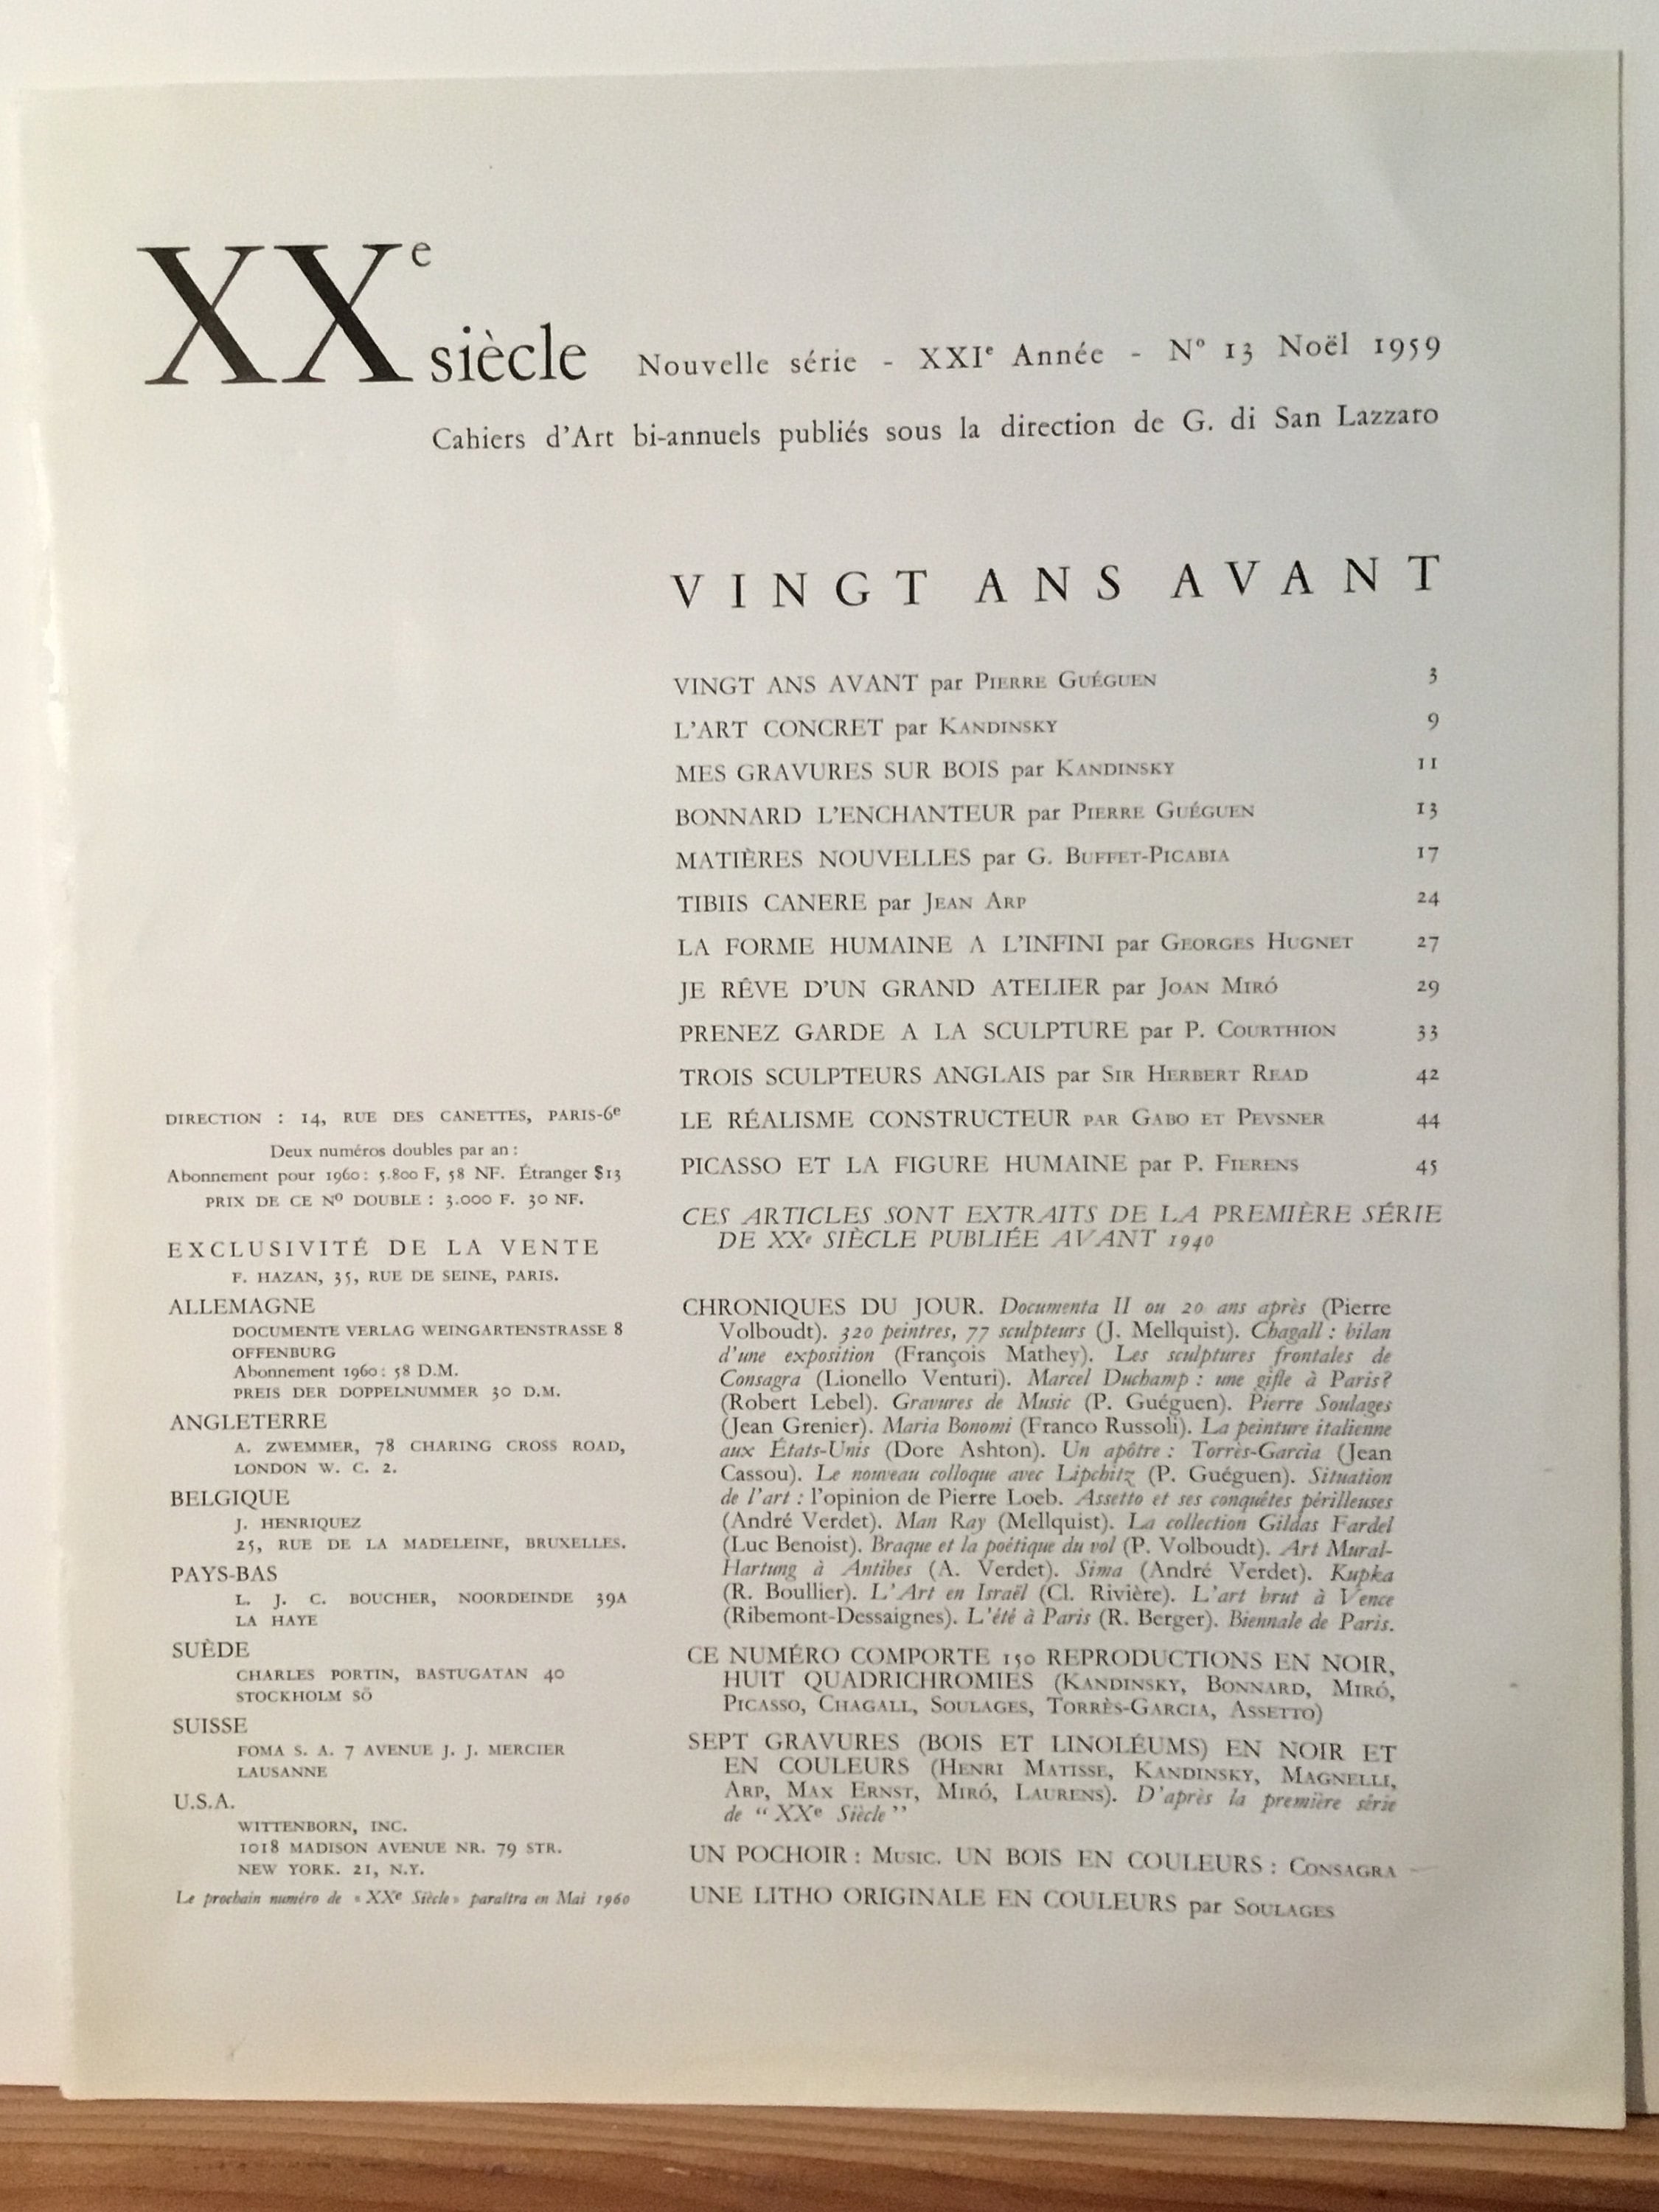 XXe siècle Nouvelle série - XXIe Année - N° 13 Noël 1959
Cahiers d'Art bi-annuels publiés sous la direction de G. di San Lazzaro
VINGT ANS AVANT
VINGT ANS AVANT par Pierre Guéguen 3
L'ART CONCRET par Kandinsky 9
MES GRAVURES SUR BOIS par Kandinsky 11
BONNARD L'ENCHANTEUR par Pierre Guéguen 13
MATIÈRES NOUVELLES par G. Buffet-Picabia 17
TIBIIS CANERE par Jean Arp 24
LA FORME HUMAINE A L'INFINI par Georges Hugnet 27
JE RÊVE D'UN GRAND ATELIER par Joan Miró 29
PRENEZ GARDE A LA SCULPTURE par P. Courthion 33
TROIS SCULPTEURS ANGLAIS par Sir Herbert Read 42
LE RÉALISME CONSTRUCTEUR par Gabo et Pevsner 44
PICASSO ET LA FIGURE HUMAINE par P. Fierens 45
CES ARTICLES SONT EXTRAITS DE LA PREMIÈRE SÉRIE
DE XXe SIÈCLE PUBLIÉE AVANT 1940
CHRONIQUES DU JOUR. Documenta II ou 20 ans après (Pierre
Volboudt). 320 peintres, 77 sculpteurs (J. Mellquist). Chagall : bilan
d'une exposition (François Mathey). Les sculptures frontales de
Consagra (Lionello Venturi). Marcel Duchamp : une gifle à Paris?
(Robert Lebel). Gravures de Music (P. Guéguen). Pierre Soulages
(Jean Grenier). Maria Bonomi (Franco Russoli). La peinture italienne
aux États-Unis (Dore Ashton). Un apôtre : Torrès-Garcia (Jean
Cassou). Le nouveau colloque avec Lipchitz (P. Guéguen). Situation
de l'art : l'opinion de Pierre Loeb. Assetto et ses conquêtes périlleuses
(André Verdet). Man Ray (Mellquist). La collection Gildas Fardel
(Luc Benoist). Braque et la poétique du vol (P. Volboudt). Art Mural-
Hartung à Antibes (A. Verdet). Sima (André Verdet). Kupka
(R. Boullier). L'Art en Israël (Cl. Rivière). L'art brut à Vence
(Ribemont-Dessaignes). L'été à Paris (R. Berger). Biennale de Paris.
CE NUMÉRO COMPORTE 150 REPRODUCTIONS EN NOIR,
HUIT QUADRICHROMIES (Kandinsky, Bonnard, Miró,
Picasso, Chagall, Soulages, Torrès-Garcia, Assetto)
SEPT GRAVURES (BOIS ET LINOLÉUMS) EN NOIR ET
EN COULEURS (Henri Matisse, Kandinsky, Magnelli,
Arp, Max Ernst, Miró, Laurens). D'après la première série
de “ XXe Siècle ”
UN POCHOIR : Music. UN BOIS EN COULEURS : Consagra
UNE LITHO ORIGINALE EN COULEURS par Soulages
DIRECTION : 14, RUE DES CANETTES, PARIS-6e
Deux numéros doubles par an :
Abonnement pour 1960 : 5.800 F, 58 NF. Étranger $13
PRIX DE CE No DOUBLE : 3.000 F. 30 NF.
EXCLUSIVITÉ DE LA VENTE
F. HAZAN, 35, RUE DE SEINE, PARIS.
ALLEMAGNE
DOCUMENTE VERLAG WEINGARTENSTRASSE 8
OFFENBURG
Abonnement 1960 : 58 D.M.
PREIS DER DOPPELNUMMER 30 D.M.
ANGLETERRE
A. ZWEMMER, 78 CHARING CROSS ROAD,
LONDON W. C. 2.
BELGIQUE
J. HENRIQUEZ
25, RUE DE LA MADELEINE, BRUXELLES.
PAYS-BAS
L. J. C. BOUCHER, NOORDEINDE 39A
LA HAYE
SUÈDE
CHARLES PORTIN, BASTUGATAN 40
STOCKHOLM SÖ
SUISSE
FOMA S. A. 7 AVENUE J. J. MERCIER
LAUSANNE
U.S.A.
WITTENBORN, INC.
1018 MADISON AVENUE NR. 79 STR.
NEW YORK. 21, N.Y.
Le prochain numéro de « XXe Siècle » paraîtra en Mai 1960